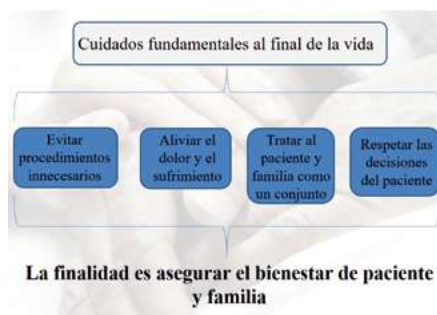 Cuidados fundamentales al final de la vida
Evitar
procedimientos
innecesarios
Aliviar el
dolor y el
sufrimiento
Tratar al
paciente y
familia como
un conjunto
Respetar las
decisiones
del paciente
La finalidad es asegurar el bienestar de paciente
y familia